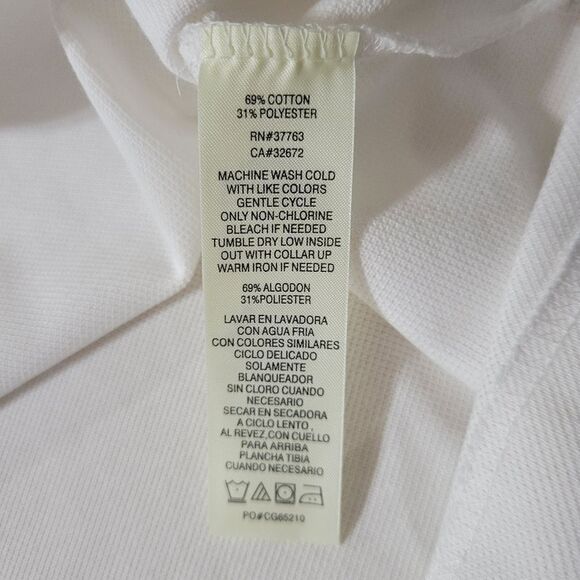 69% COTTON
31% POLYESTER
RN#37763
CA#32672
MACHINE WASH COLD
WITH LIKE COLORS
GENTLE CYCLE
ONLY NON-CHLORINE
BLEACH IF NEEDED
TUMBLE DRY LOW INSIDE
OUT WITH COLLAR UP
WARM IRON IF NEEDED
69% ALGODON
31%POLIESTER
LAVAR EN LAVADORA
CON AGUA FRIA
CON COLORES SIMILARES
CICLO DELICADO
SOLAMENTE
BLANQUEADOR
SIN CLORO CUANDO
NECESARIO
SECAR EN SECADORA
A CICLO LENTO ,
AL REVEZ,CON CUELLO
PARA ARRIBA
PLANCHA TIBIA
CUANDO NECESARIO
PO#CG65210